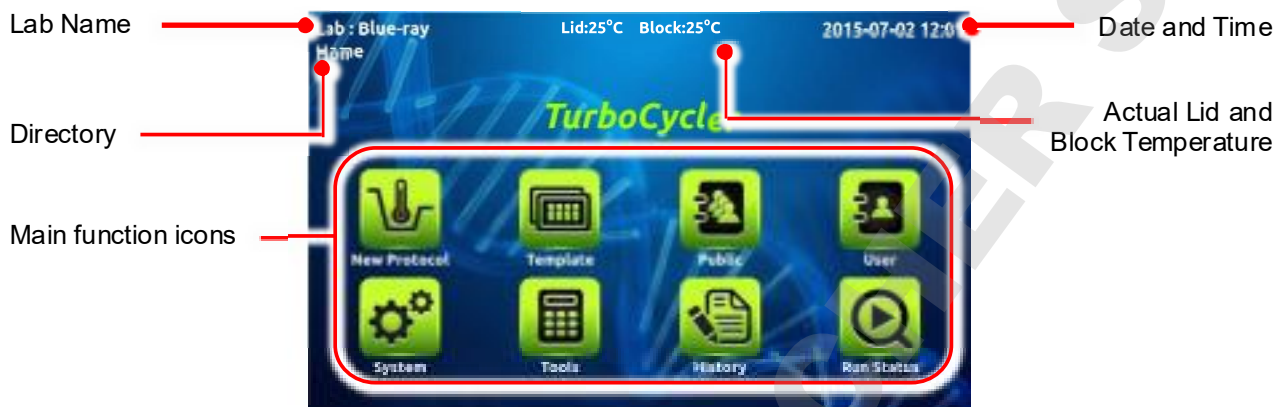 Lab Name
Lab : Blue-ray
Lid:25°C Block:25°C
2015-07-02 12:0
Date and Time
Home
Directory
TurboCycler
Actual Lid and
Block Temperature
Main function icons
New Protocol
Template
Public
User
System
Tools
History
Run Status